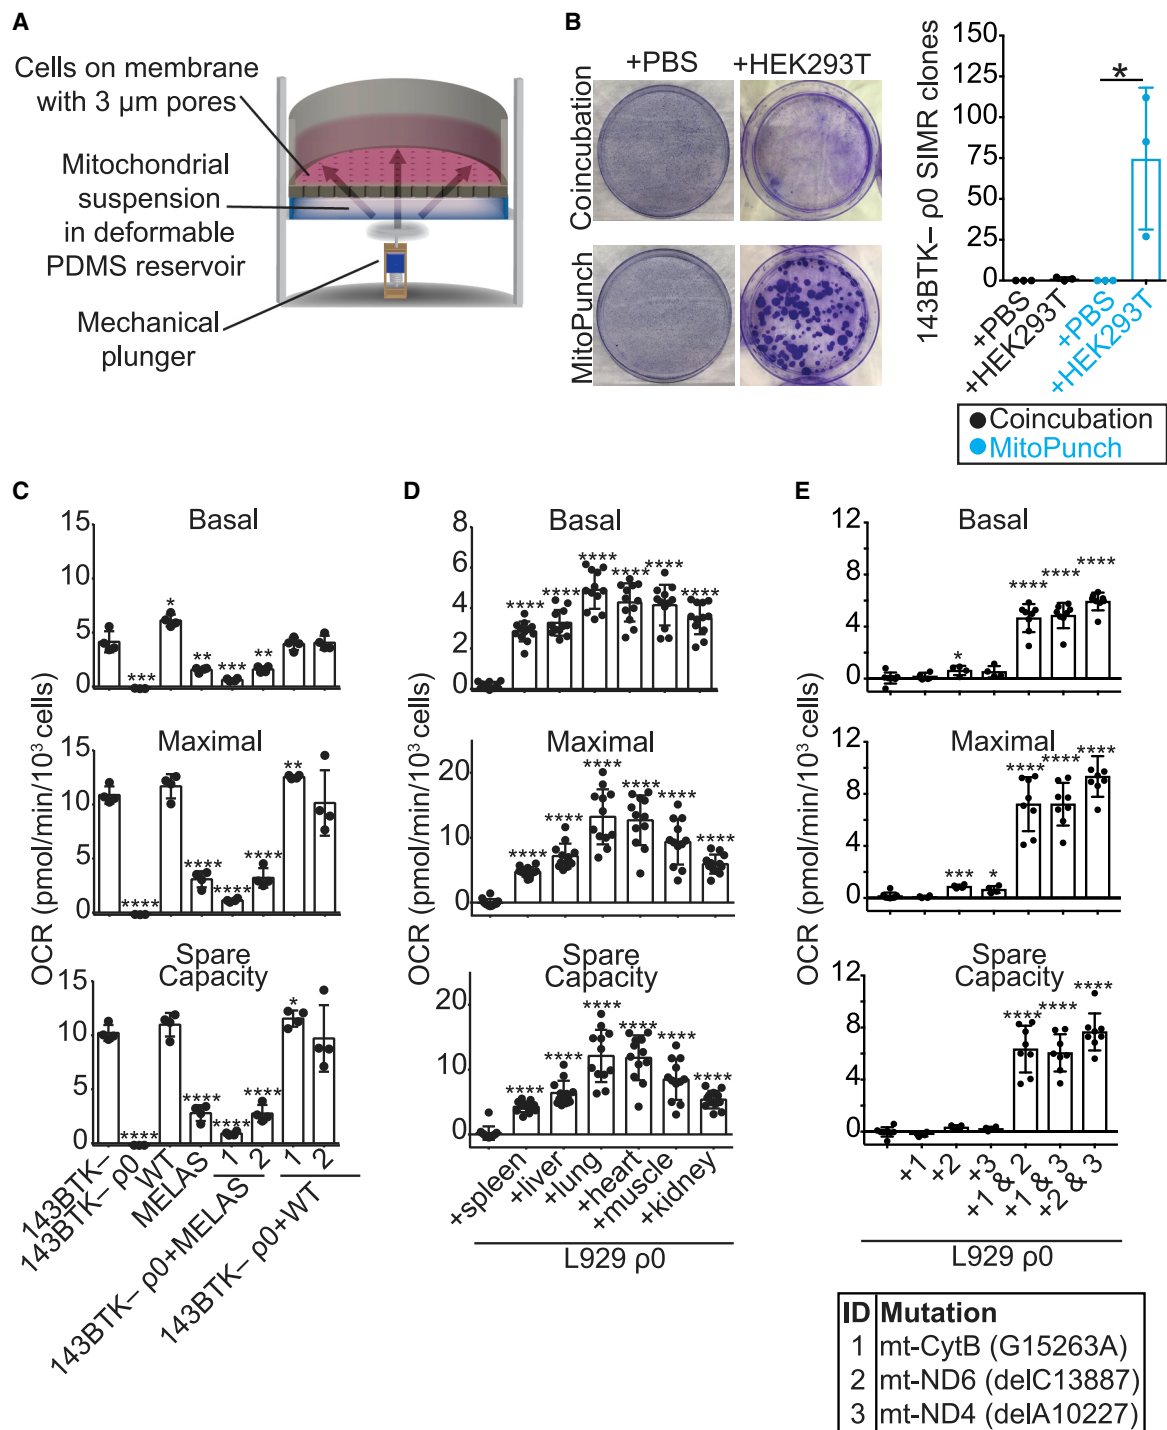 A
Cells on membrane
with 3 µm pores
Mitochondrial
suspension
in deformable
PDMS reservoir
Mechanical
plunger
B
+PBS
+HEK293T
Coincubation
MitoPunch
143BTK– ρ0 SIMR clones
150
125
100
75
50
25
0
*
+PBS
+HEK293T
+PBS
+HEK293T
Coincubation
MitoPunch
C
OCR (pmol/min/10³ cells)
Basal
15
10
5
0
***
*
**
***
**
Maximal
15
10
5
0
****
****
****
****
**
Spare
Capacity
15
10
5
0
****
****
****
****
*
143BTK–
143BTK– ρ0
WT
MELAS
1
2
1
2
143BTK– ρ0+MELAS
143BTK– ρ0+WT
D
OCR (pmol/min/10³ cells)
Basal
8
6
4
2
0
****
****
****
****
****
****
Maximal
20
10
0
****
****
****
****
****
****
Spare
Capacity
20
10
0
****
****
****
****
****
****
+spleen
+liver
+lung
+heart
+muscle
+kidney
L929 ρ0
E
OCR (pmol/min/10³ cells)
Basal
12
8
4
0
*
****
****
****
Maximal
12
8
4
0
***
*
****
****
****
Spare
Capacity
12
8
4
0
****
****
****
+1
+2
+3
+1 & 2
+1 & 3
+2 & 3
L929 ρ0
ID Mutation
1 mt-CytB (G15263A)
2 mt-ND6 (delC13887)
3 mt-ND4 (delA10227)